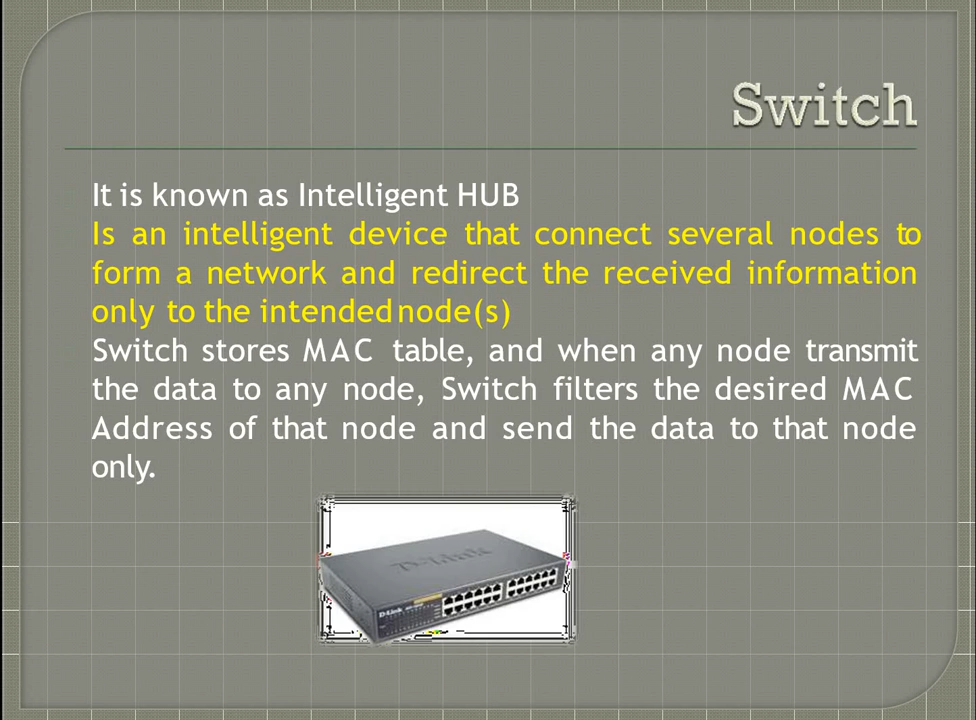 Switch
It is known as Intelligent HUB
Is an intelligent device that connect several nodes to
form a network and redirect the received information
only to the intended node(s)
Switch stores MAC table, and when any node transmit
the data to any node, Switch filters the desired MAC
Address of that node and send the data to that node
only.
D-Link
D-Link